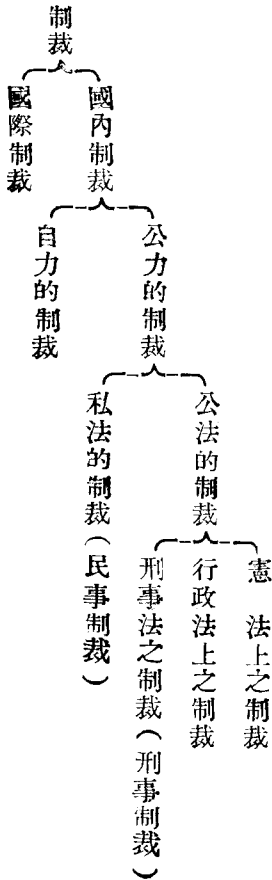 制裁
國內制裁
國際制裁
公力的制裁
自力的制裁
公法的制裁
私法的制裁(民事制裁)
憲　法上之制裁
行政法上之制裁
刑事法之制裁(刑事制裁)